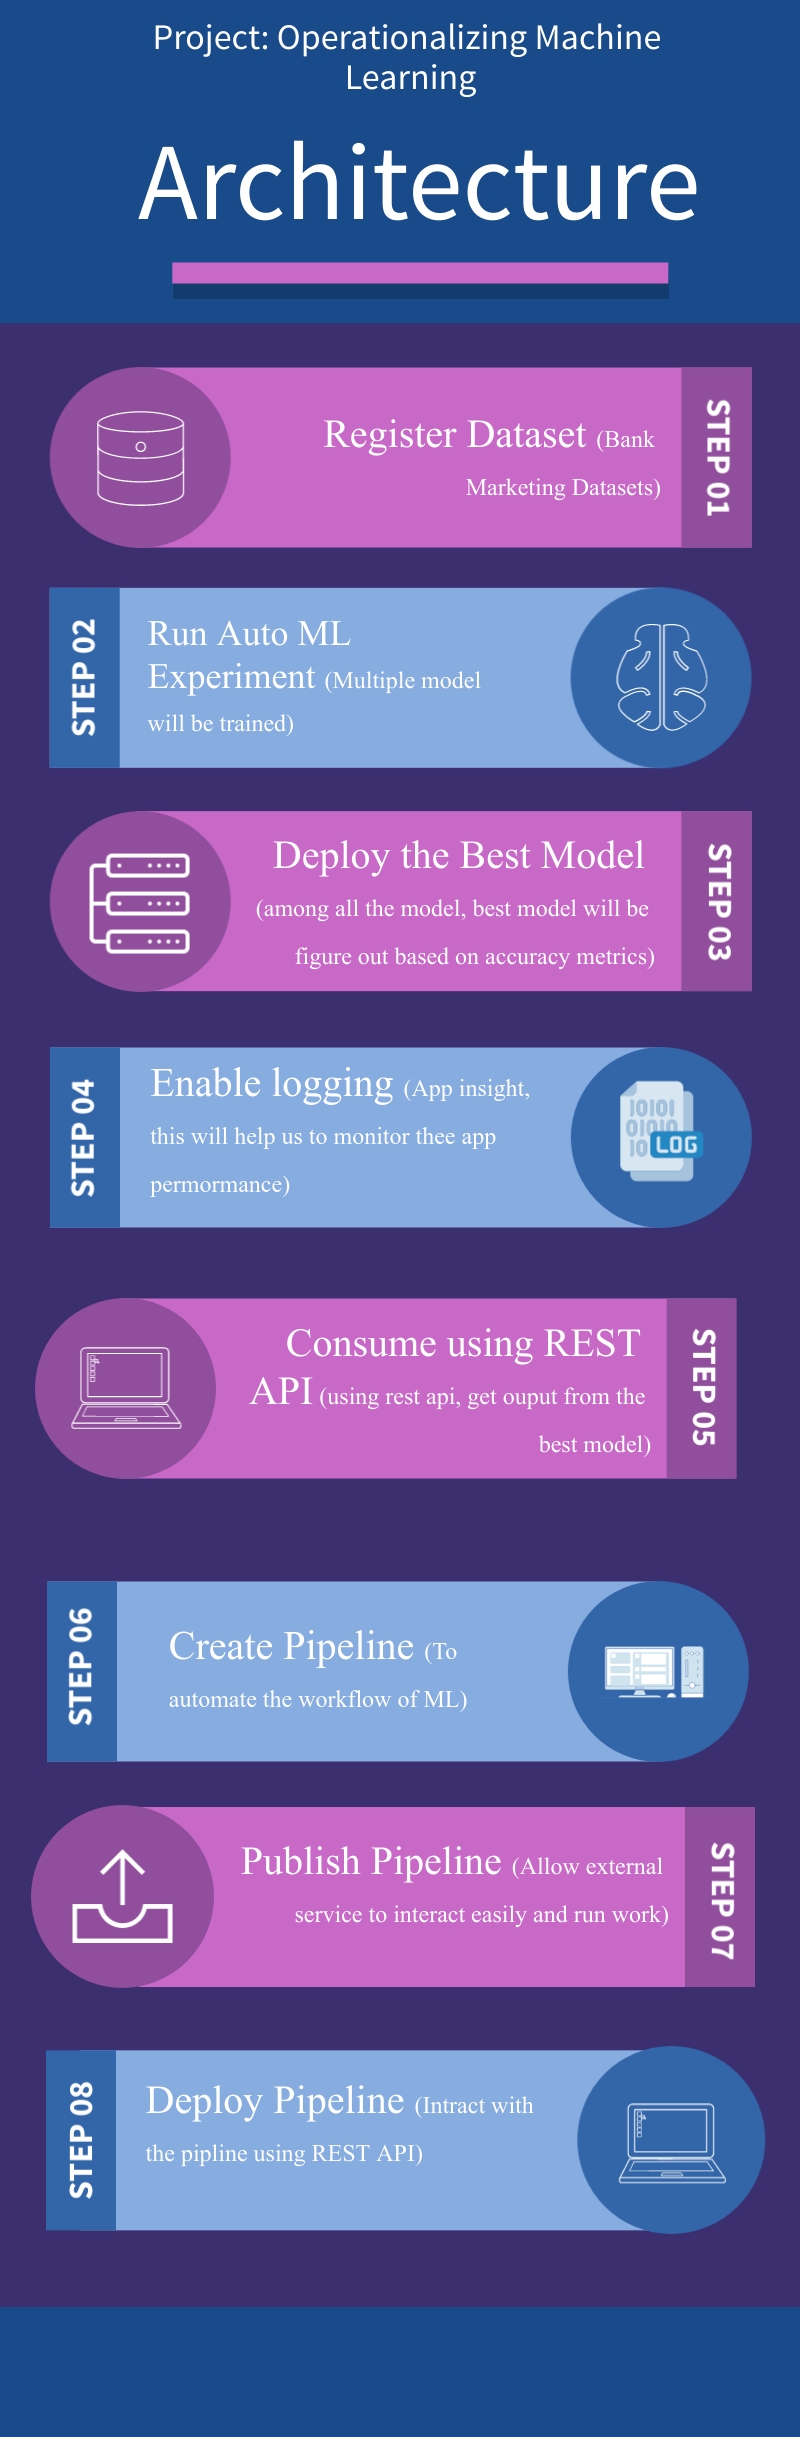 Project: Operationalizing Machine
Learning
Architecture
Register Dataset (Bank
Marketing Datasets)
STEP 01
STEP 02
Run Auto ML
Experiment (Multiple model
will be trained)
Deploy the Best Model
(among all the model, best model will be
figure out based on accuracy metrics)
STEP 03
STEP 04
Enable logging (App insight,
this will help us to monitor thee app
permormance)
10101
01010
10
LOG
Consume using REST
API (using rest api, get ouput from the
best model)
STEP 05
STEP 06
Create Pipeline (To
automate the workflow of ML)
Publish Pipeline (Allow external
service to interact easily and run work)
STEP 07
STEP 08
Deploy Pipeline (Intract with
the pipline using REST API)